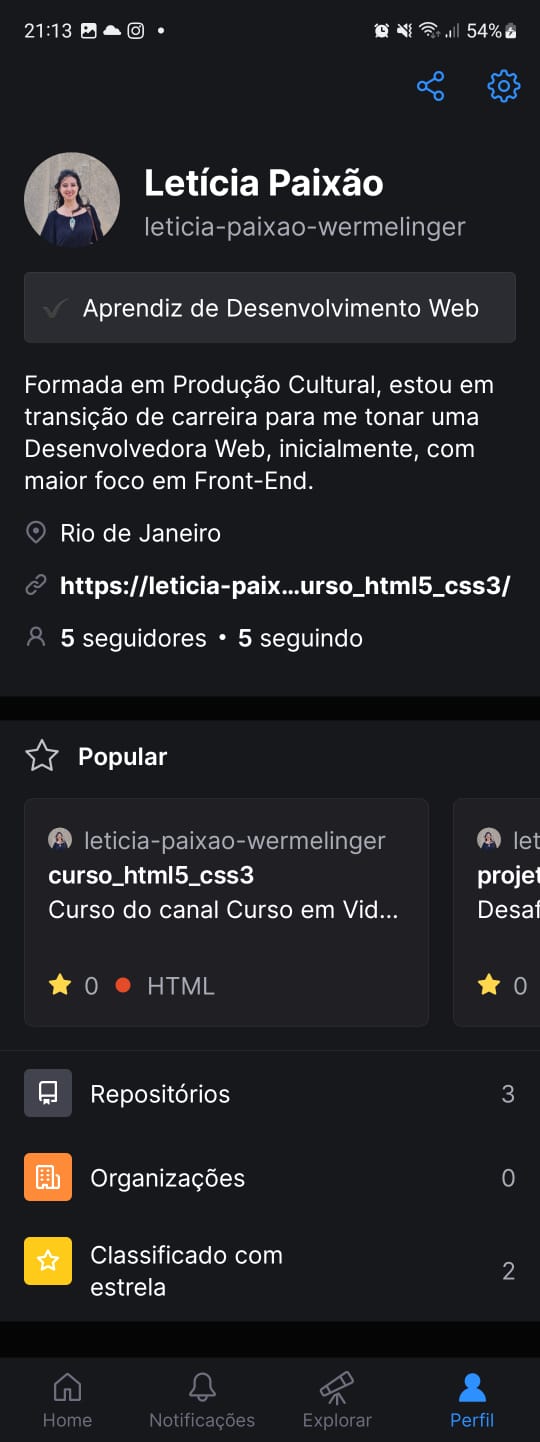 21:13
54%
Letícia Paixão
leticia-paixao-wermelinger
Aprendiz de Desenvolvimento Web
Formada em Produção Cultural, estou em
transição de carreira para me tonar uma
Desenvolvedora Web, inicialmente, com
maior foco em Front-End.
Rio de Janeiro
https://leticia-paix...urso_html5_css3/
5 seguidores • 5 seguindo
Popular
leticia-paixao-wermelinger
curso_html5_css3
Curso do canal Curso em Vid...
0 HTML
let
projet
Desaf
0
Repositórios 3
Organizações 0
Classificado com
estrela
2
Home Notificações Explorar Perfil